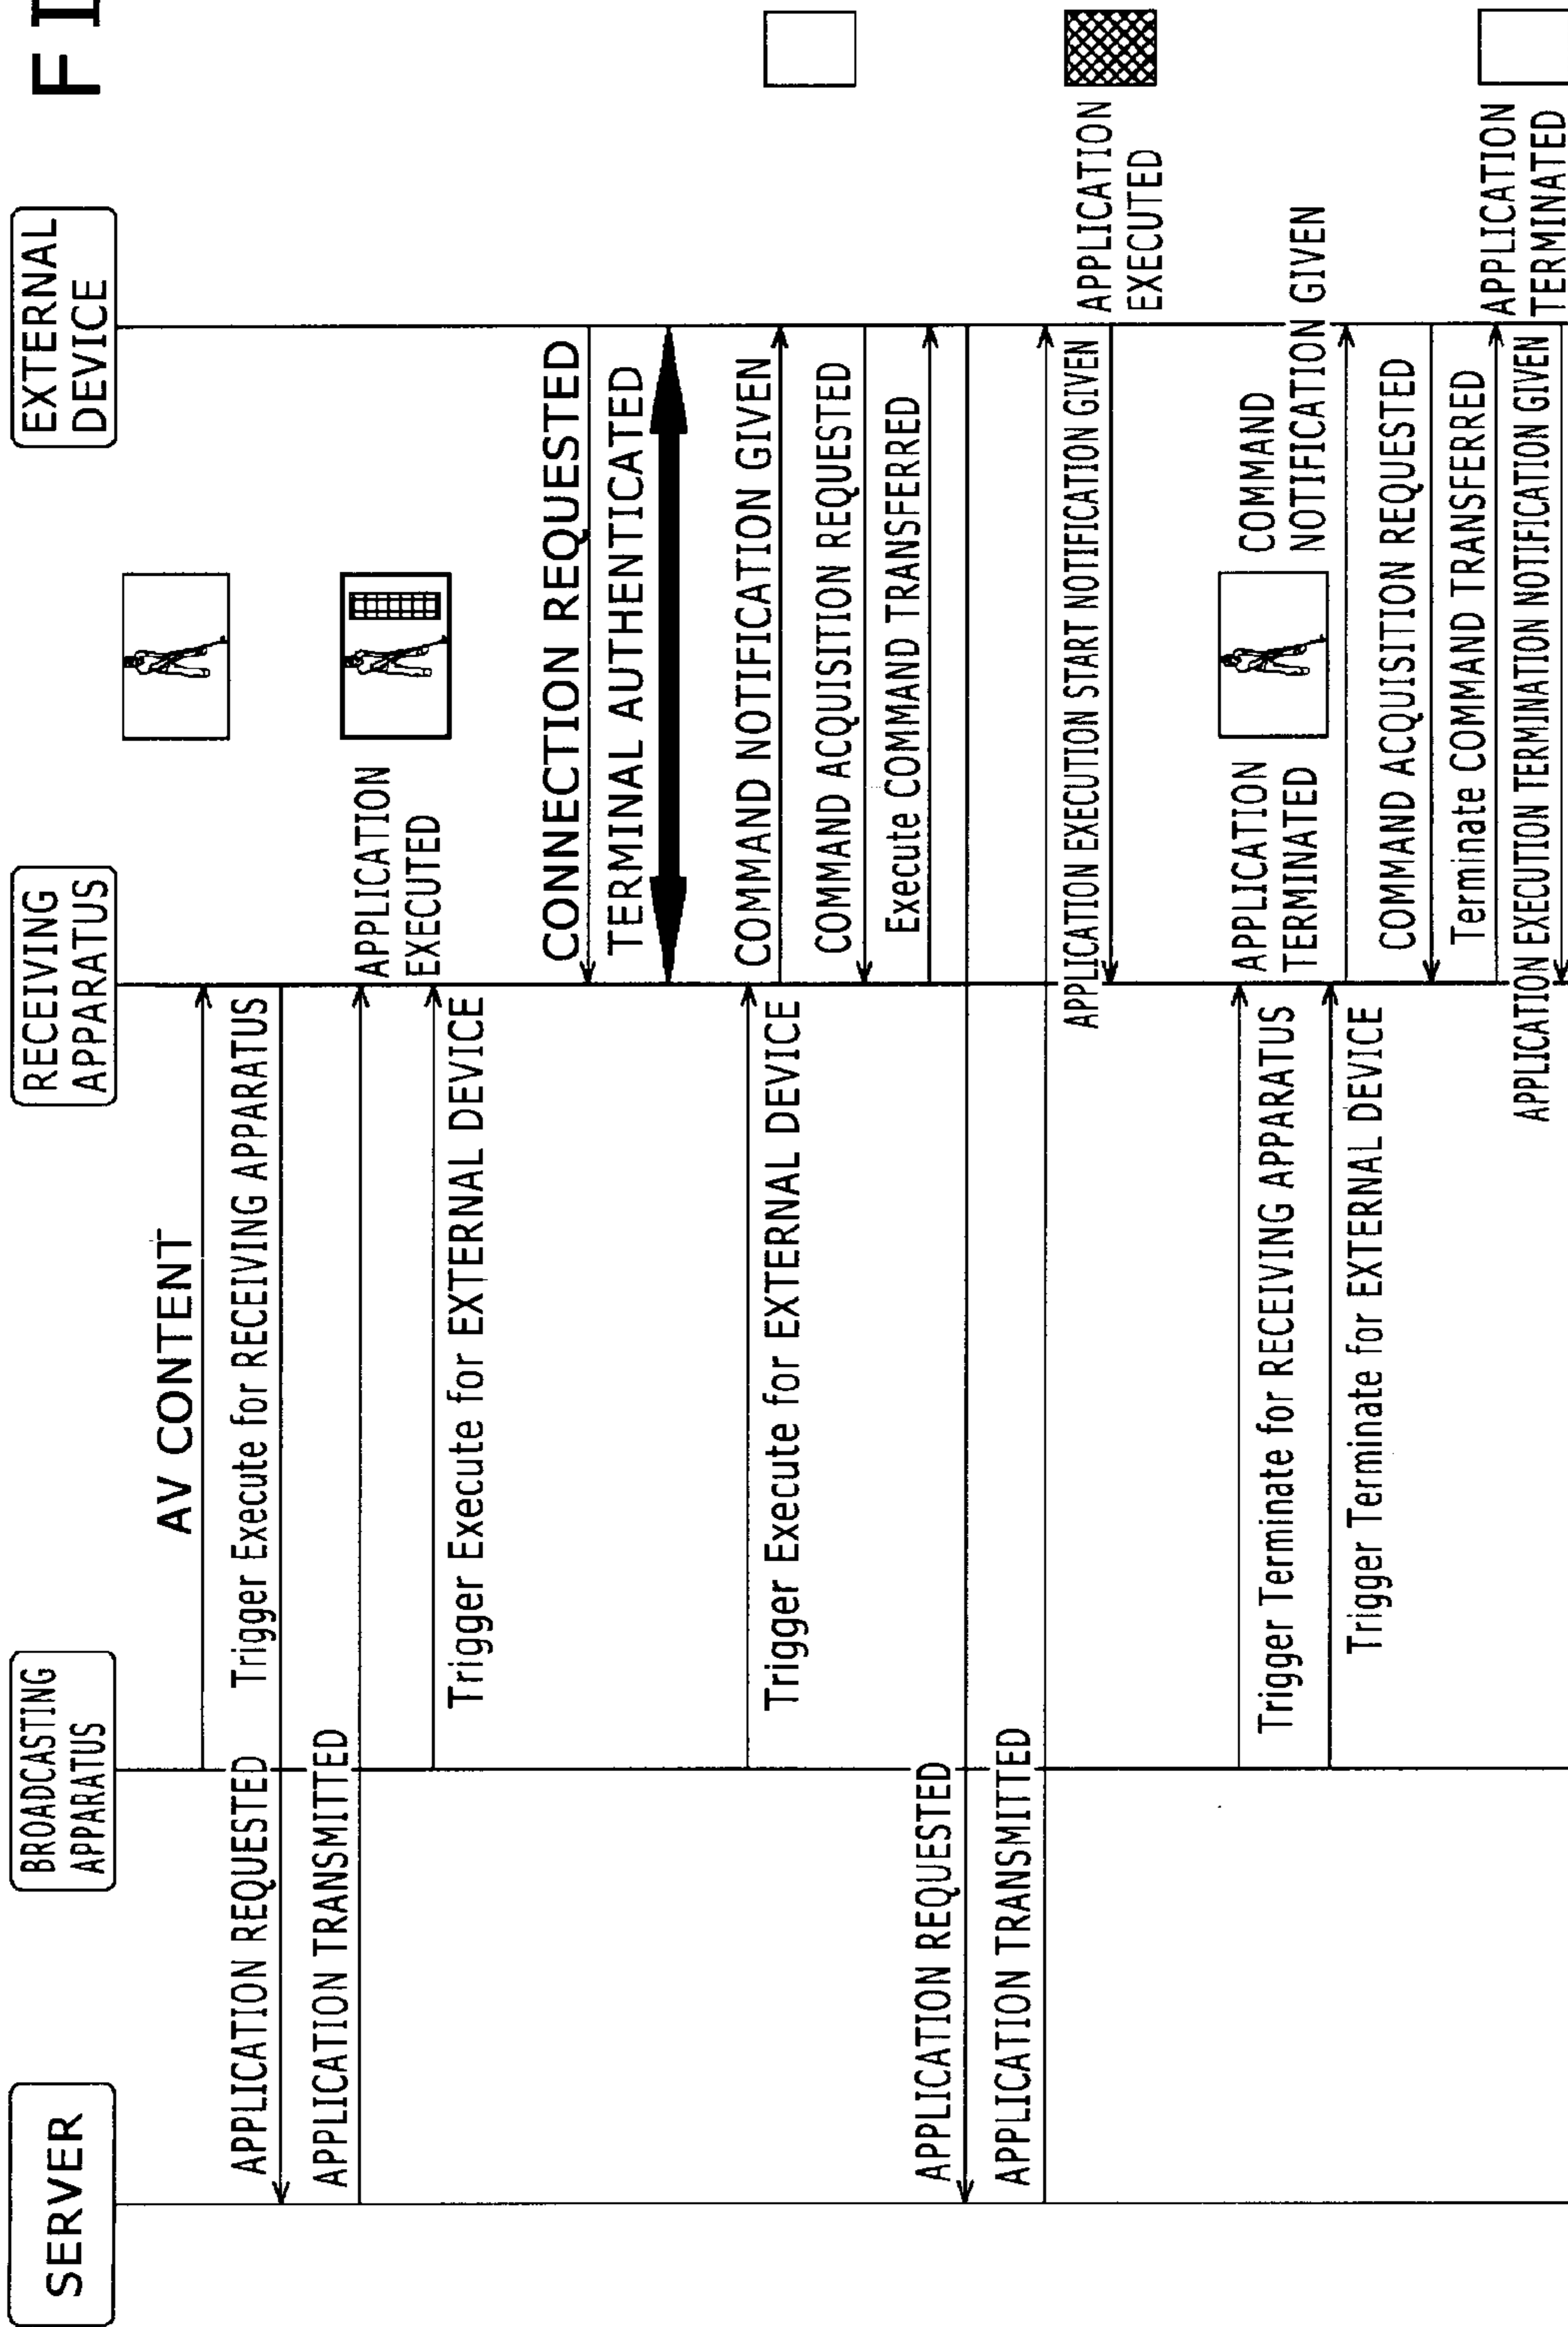 FI
SERVER
BROADCASTING
APPARATUS
RECEIVING
APPARATUS
EXTERNAL
DEVICE
AV CONTENT
APPLICATION REQUESTED
Trigger Execute for RECEIVING APPARATUS
APPLICATION TRANSMITTED
APPLICATION
EXECUTED
Trigger Execute for EXTERNAL DEVICE
CONNECTION REQUESTED
TERMINAL AUTHENTICATED
COMMAND NOTIFICATION GIVEN
Trigger Execute for EXTERNAL DEVICE
COMMAND ACQUISITION REQUESTED
Execute COMMAND TRANSFERRED
APPLICATION REQUESTED
APPLICATION TRANSMITTED
APPLICATION EXECUTION START NOTIFICATION GIVEN
APPLICATION
EXECUTED
Trigger Terminate for RECEIVING APPARATUS
APPLICATION
TERMINATED
COMMAND
NOTIFICATION GIVEN
Trigger Terminate for EXTERNAL DEVICE
COMMAND ACQUISITION REQUESTED
Terminate COMMAND TRANSFERRED
APPLICATION EXECUTION TERMINATION NOTIFICATION GIVEN
APPLICATION
TERMINATED